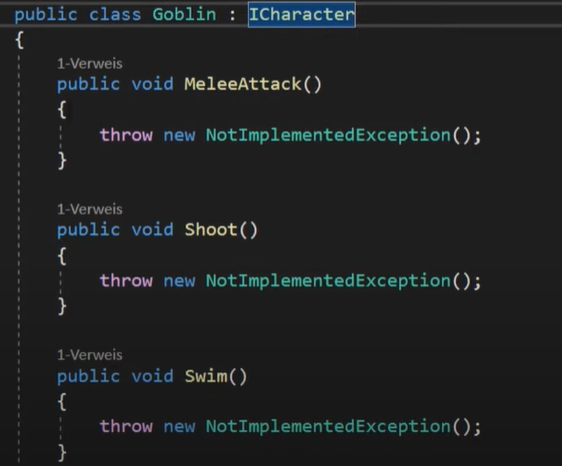 public class Goblin : ICharacter
{
1-Verweis
public void MeleeAttack()
{
throw new NotImplementedException();
}
1-Verweis
public void Shoot()
{
throw new NotImplementedException();
}
1-Verweis
public void Swim()
{
throw new NotImplementedException();
}